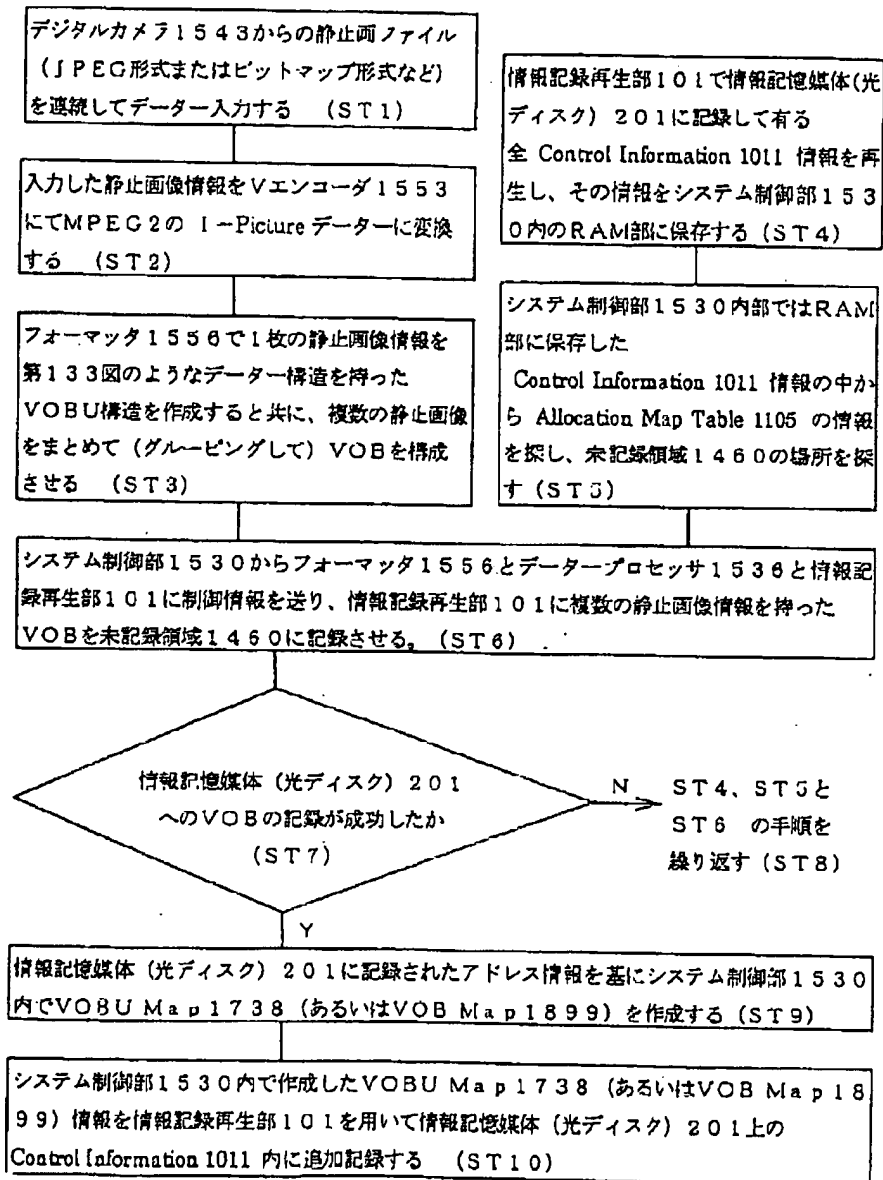 デジタルカメラ1543からの静止画ファイル
(JPEG形式またはビットマップ形式など)
を連続してデーター入力する (ST1)
入力した静止画像情報をVエンコーダ1553
にてMPEG2の I-Picture データーに変換
する (ST2)
フォーマッタ1556で1枚の静止画像情報を
第133図のようなデーター構造を持った
VOBU構造を作成すると共に、複数の静止画像
をまとめて(グルーピングして)VOBを構成
させる (ST3)
情報記録再生部101で情報記憶媒体(光
ディスク)201に記録して有る
全 Control Information 1011 情報を再
生し、その情報をシステム制御部153
0内のRAM部に保存する(ST4)
システム制御部1530内部ではRAM
部に保存した
Control Information 1011 情報の中か
ら Allocation Map Table 1105 の情報
を探し、未記録領域1460の場所を探
す(ST5)
システム制御部1530からフォーマッタ1556とデータープロセッサ1536と情報記
録再生部101に制御情報を送り、情報記録再生部101に複数の静止画像情報を持った
VOBを未記録領域1460に記録させる。(ST6)
情報記憶媒体(光ディスク)201
へのVOBの記録が成功したか
(ST7)
N
ST4、ST5と
ST6 の手順を
繰り返す(ST8)
Y
情報記憶媒体(光ディスク)201に記録されたアドレス情報を基にシステム制御部1530
内でVOBU Map1738(あるいはVOB Map1899)を作成する(ST9)
システム制御部1530内で作成したVOBU Map1738(あるいはVOB Map18
99)情報を情報記録再生部101を用いて情報記憶媒体(光ディスク)201上の
Control Information 1011 内に追加記録する (ST10)